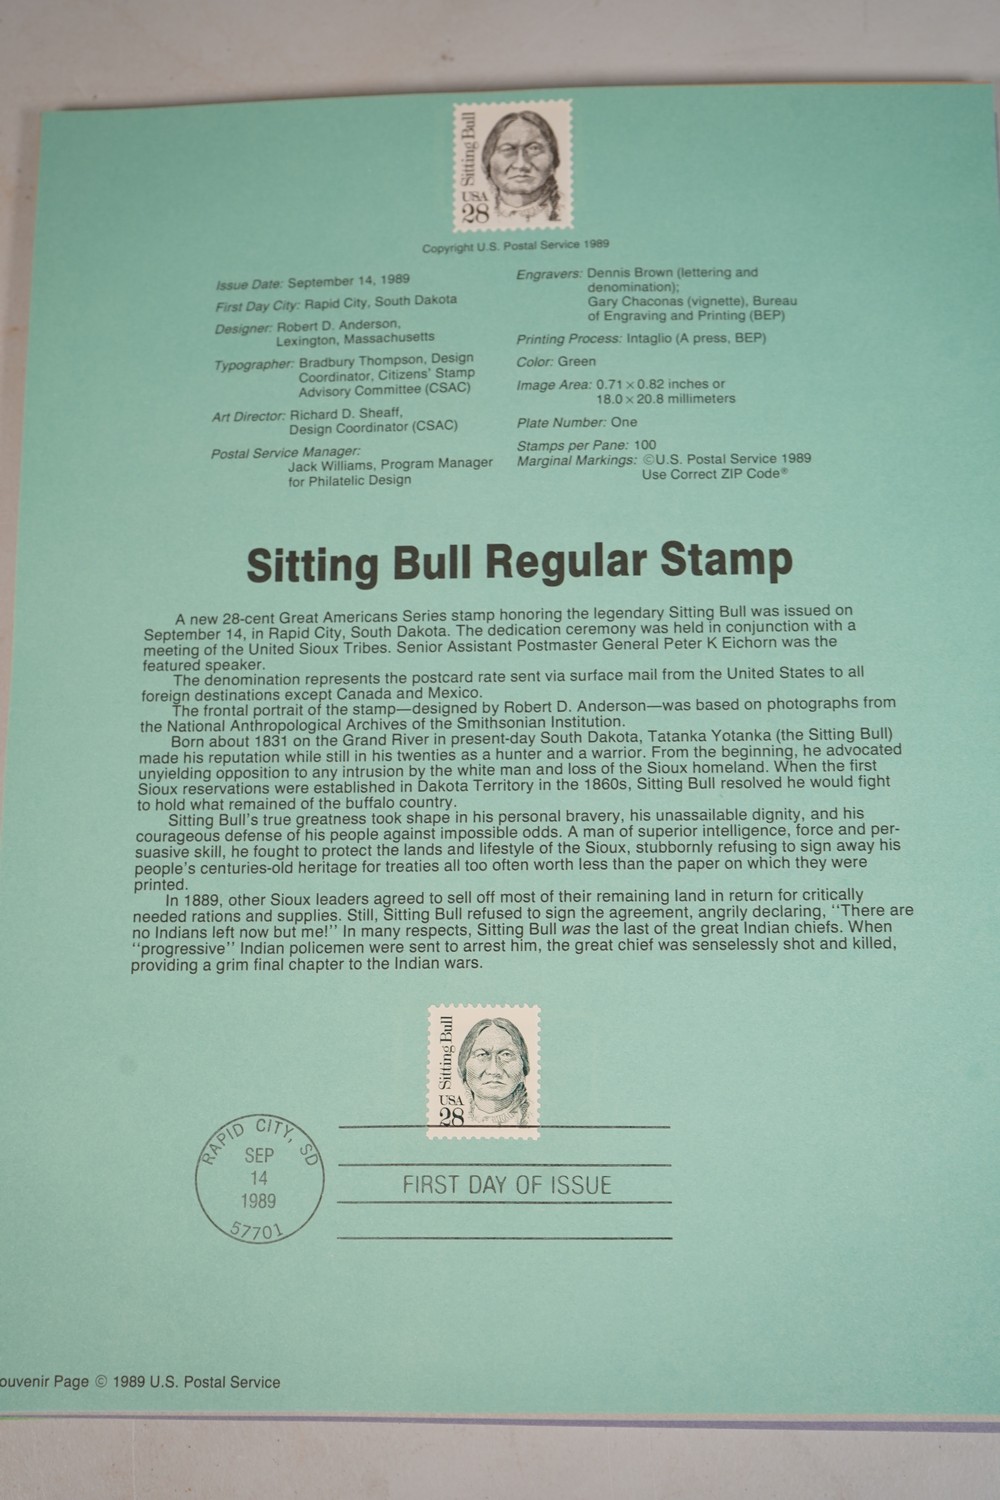 Sitting Bull
USA
28
Copyright U.S. Postal Service 1989
Issue Date: September 14, 1989
First Day City: Rapid City, South Dakota
Designer: Robert D. Anderson,
Lexington, Massachusetts
Typographer: Bradbury Thompson, Design
Coordinator, Citizens' Stamp
Advisory Committee (CSAC)
Art Director: Richard D. Sheaff,
Design Coordinator (CSAC)
Postal Service Manager:
Jack Williams, Program Manager
for Philatelic Design
Engravers: Dennis Brown (lettering and
denomination);
Gary Chaconas (vignette), Bureau
of Engraving and Printing (BEP)
Printing Process: Intaglio (A press, BEP)
Color: Green
Image Area: 0.71 × 0.82 inches or
18.0 × 20.8 millimeters
Plate Number: One
Stamps per Pane: 100
Marginal Markings: ©U.S. Postal Service 1989
Use Correct ZIP Code®
Sitting Bull Regular Stamp
A new 28-cent Great Americans Series stamp honoring the legendary Sitting Bull was issued on
September 14, in Rapid City, South Dakota. The dedication ceremony was held in conjunction with a
meeting of the United Sioux Tribes. Senior Assistant Postmaster General Peter K Eichorn was the
featured speaker.
The denomination represents the postcard rate sent via surface mail from the United States to all
foreign destinations except Canada and Mexico.
The frontal portrait of the stamp—designed by Robert D. Anderson—was based on photographs from
the National Anthropological Archives of the Smithsonian Institution.
Born about 1831 on the Grand River in present-day South Dakota, Tatanka Yotanka (the Sitting Bull)
made his reputation while still in his twenties as a hunter and a warrior. From the beginning, he advocated
unyielding opposition to any intrusion by the white man and loss of the Sioux homeland. When the first
Sioux reservations were established in Dakota Territory in the 1860s, Sitting Bull resolved he would fight
to hold what remained of the buffalo country.
Sitting Bull's true greatness took shape in his personal bravery, his unassailable dignity, and his
courageous defense of his people against impossible odds. A man of superior intelligence, force and per-
suasive skill, he fought to protect the lands and lifestyle of the Sioux, stubbornly refusing to sign away his
people's centuries-old heritage for treaties all too often worth less than the paper on which they were
printed.
In 1889, other Sioux leaders agreed to sell off most of their remaining land in return for critically
needed rations and supplies. Still, Sitting Bull refused to sign the agreement, angrily declaring, "There are
no Indians left now but me!" In many respects, Sitting Bull was the last of the great Indian chiefs. When
"progressive" Indian policemen were sent to arrest him, the great chief was senselessly shot and killed,
providing a grim final chapter to the Indian wars.
Sitting Bull
USA
28
RAPID CITY, SD
SEP
14
1989
57701
FIRST DAY OF ISSUE
ouvenir Page © 1989 U.S. Postal Service